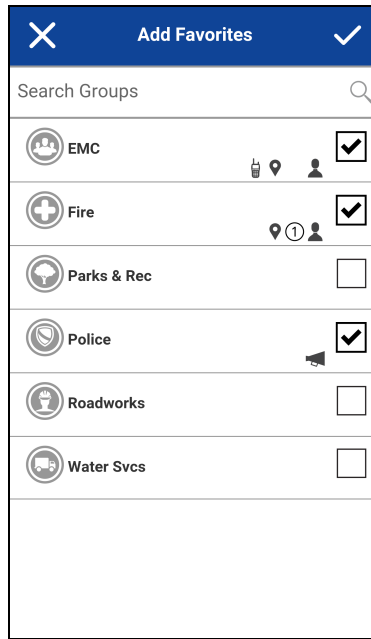 Add Favorites
Search Groups
EMC
Fire
1
Parks & Rec
Police
Roadworks
Water Svcs